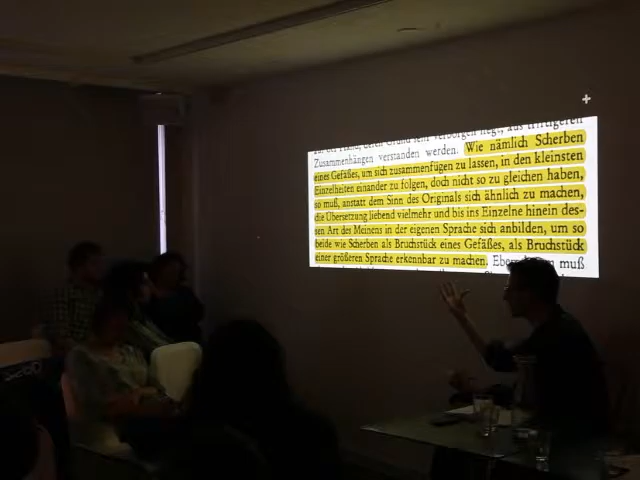 sehr verborgen liegt, aus triftigeren
Zusammenhängen verstanden werden. Wie nämlich Scherben
eines Gefäßes, um sich zusammenfügen zu lassen, in den kleinsten
Einzelheiten einander zu folgen, doch nicht so zu gleichen haben,
so muß, anstatt dem Sinn des Originals sich ähnlich zu machen,
die Übersetzung liebend vielmehr und bis ins Einzelne hinein des-
sen Art des Meinens in der eigenen Sprache sich anbilden, um so
beide wie Scherben als Bruchstück eines Gefäßes, als Bruchstück
einer größeren Sprache erkennbar zu machen. muß